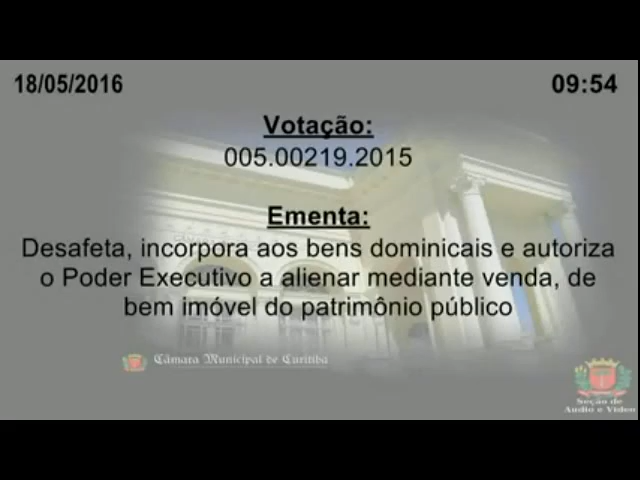 18/05/2016
09:54
Votação:
005.00219.2015
Ementa:
Desafeta, incorpora aos bens dominicais e autoriza
o Poder Executivo a alienar mediante venda, de
bem imóvel do patrimônio público
Câmara Municipal de Curitiba
Seção de
Áudio e Vídeo